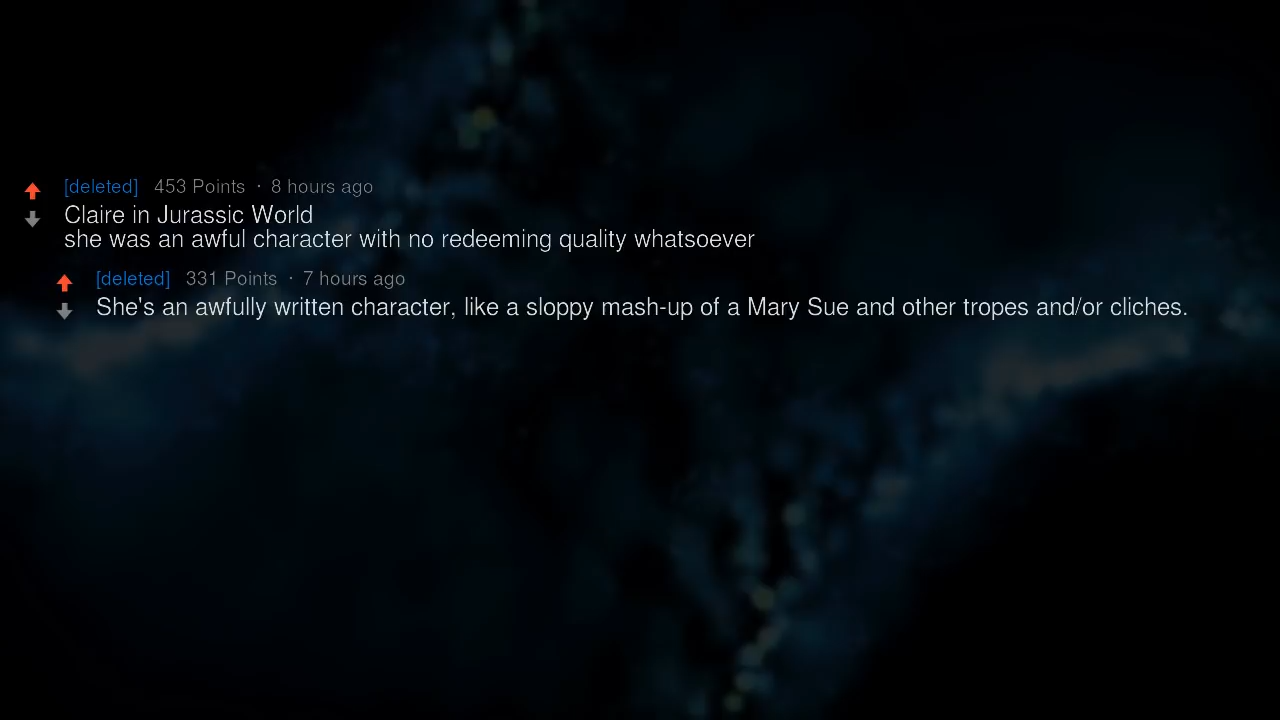 [deleted] 453 Points · 8 hours ago
Claire in Jurassic World
she was an awful character with no redeeming quality whatsoever
[deleted] 331 Points · 7 hours ago
She's an awfully written character, like a sloppy mash-up of a Mary Sue and other tropes and/or cliches.